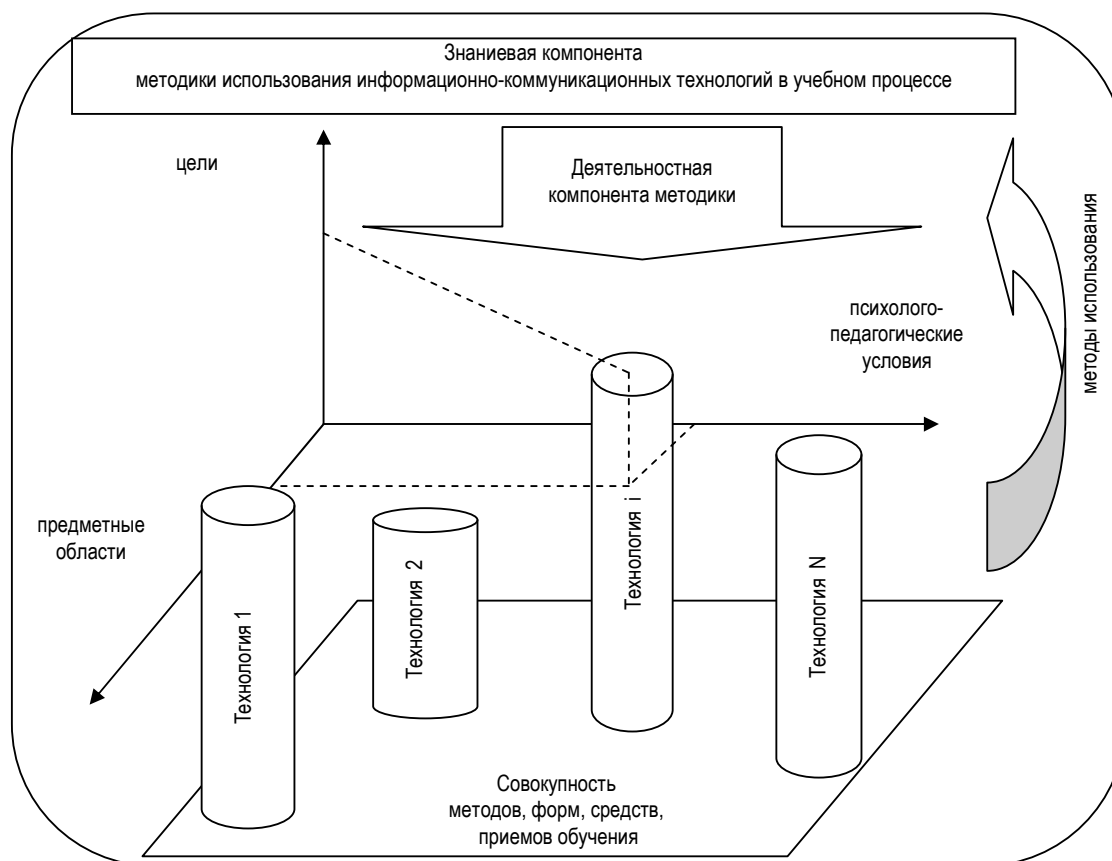 Знаниевая компонента
методики использования информационно-коммуникационных технологий в учебном процессе
цели
Деятельностная
компонента методики
методы использования
психолого-
педагогические
условия
предметные
области
Технология 1
Технология 2
Технология i
Технология N
Совокупность
методов, форм, средств,
приемов обучения